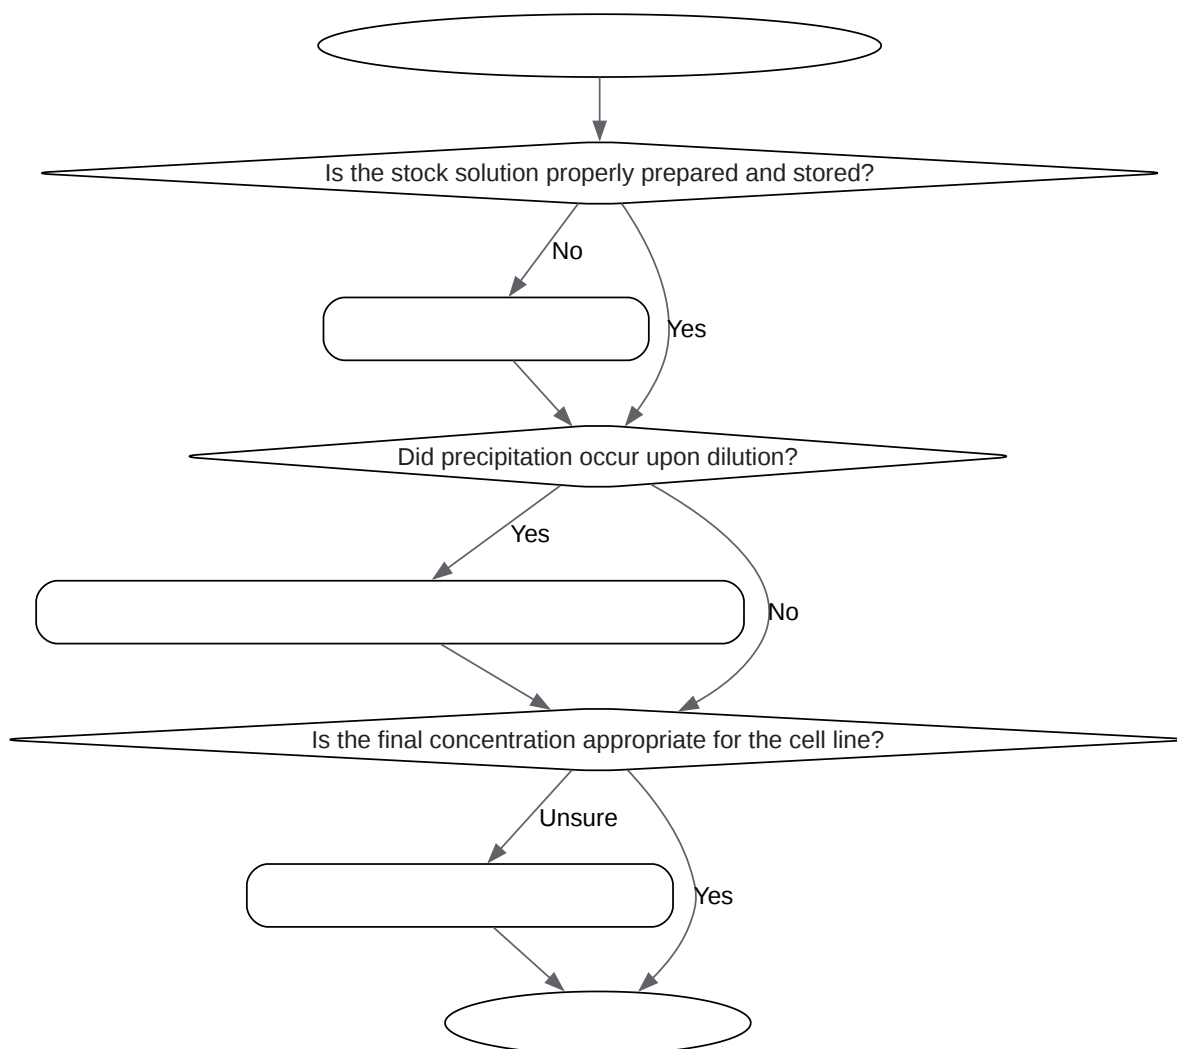 Is the stock solution properly prepared and stored?
No
Yes
Did precipitation occur upon dilution?
Yes
No
Is the final concentration appropriate for the cell line?
Unsure
Yes